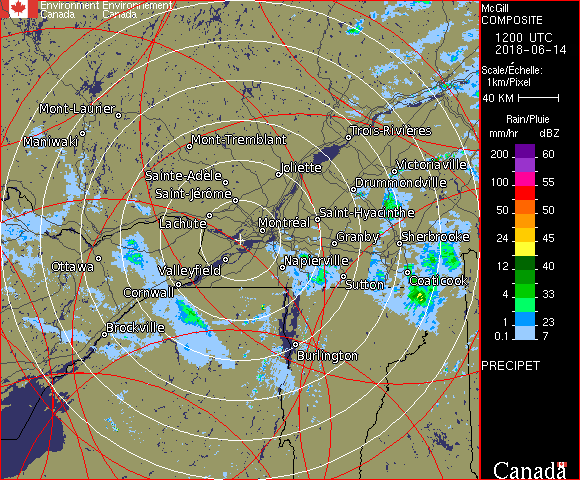 Environment Environnement
Canada Canada
McGill
COMPOSITE
1200 UTC
2018-06-14
Scale/Échelle:
1km/Pixel
40 KM
Rain/Pluie
mm/hr dBZ
200 60
100 55
50 50
24 45
12 40
4 33
1 23
0.1 7
PRECIPET
Canada
Mont-Laurier
Maniwaki
Mont-Tremblant
Trois-Rivières
Joliette
Victoriaville
Sainte-Adèle
Drummondville
Saint-Jérôme
Lachute
Saint-Hyacinthe
Montréal
Granby
Sherbrooke
Ottawa
Valleyfield
Napierville
Sutton
Coaticook
Cornwall
Brockville
Burlington